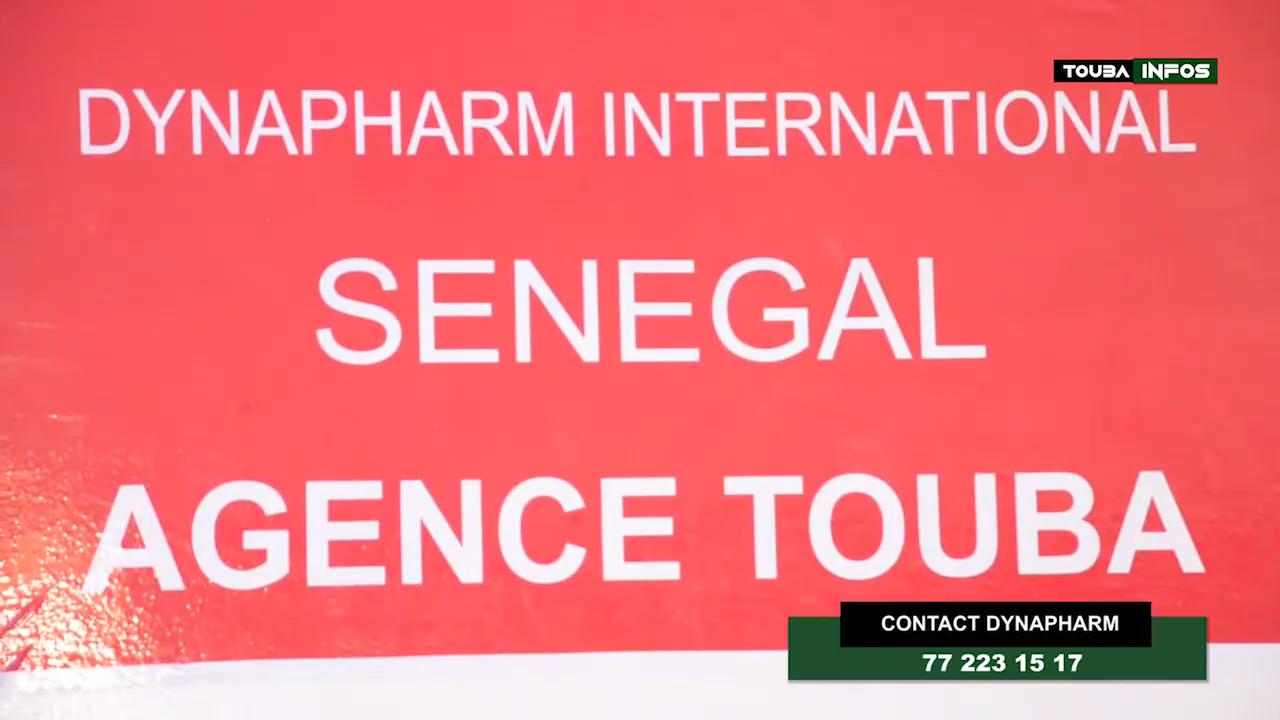 TOUBA INFOS
DYNAPHARM INTERNATIONAL
SENEGAL
AGENCE TOUBA
CONTACT DYNAPHARM
77 223 15 17